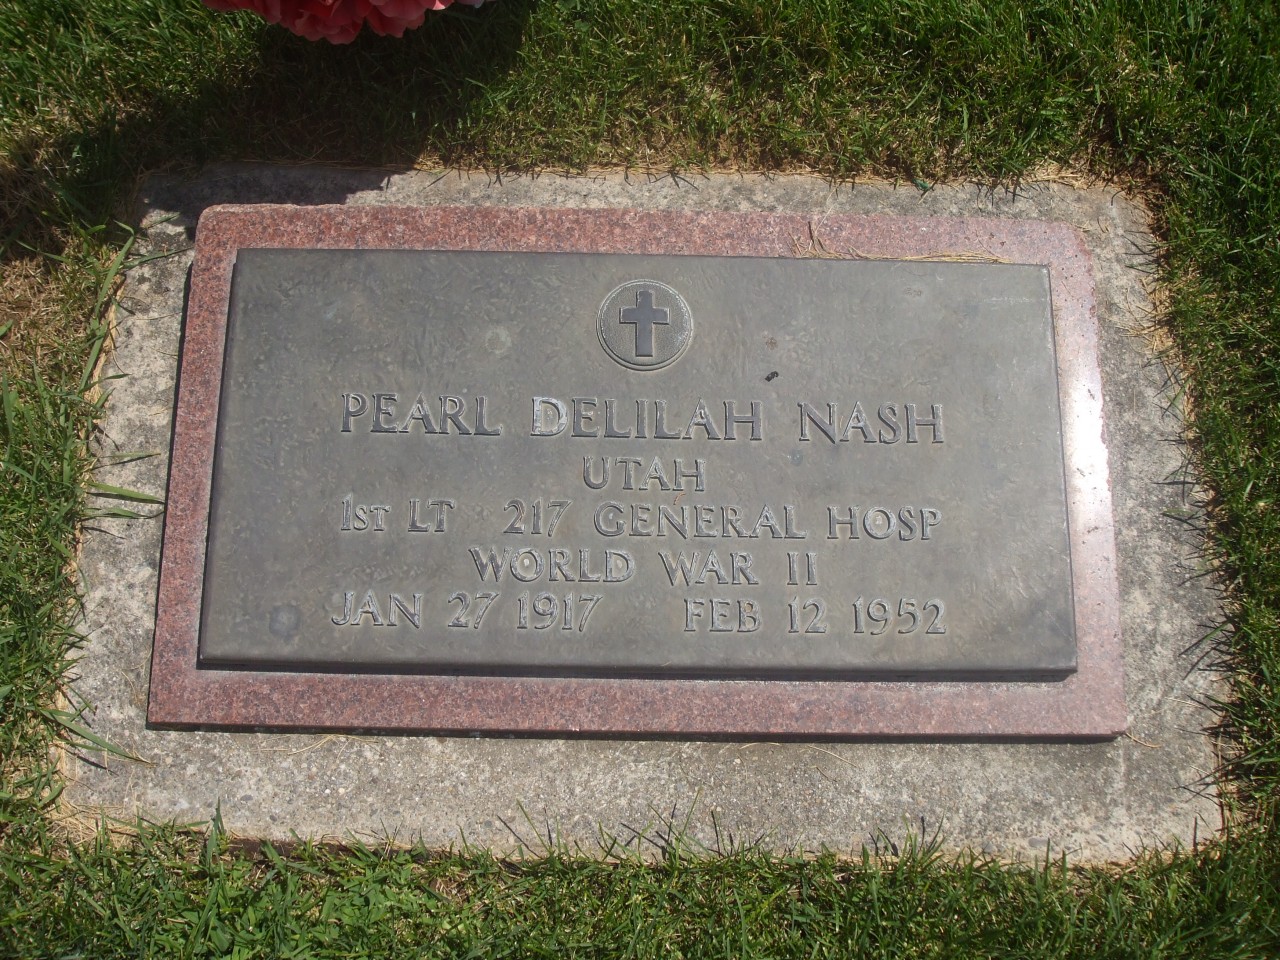 PEARL DELILAH NASH
UTAH
1ST LT 217 GENERAL HOSP
WORLD WAR II
JAN 27 1917 FEB 12 1952